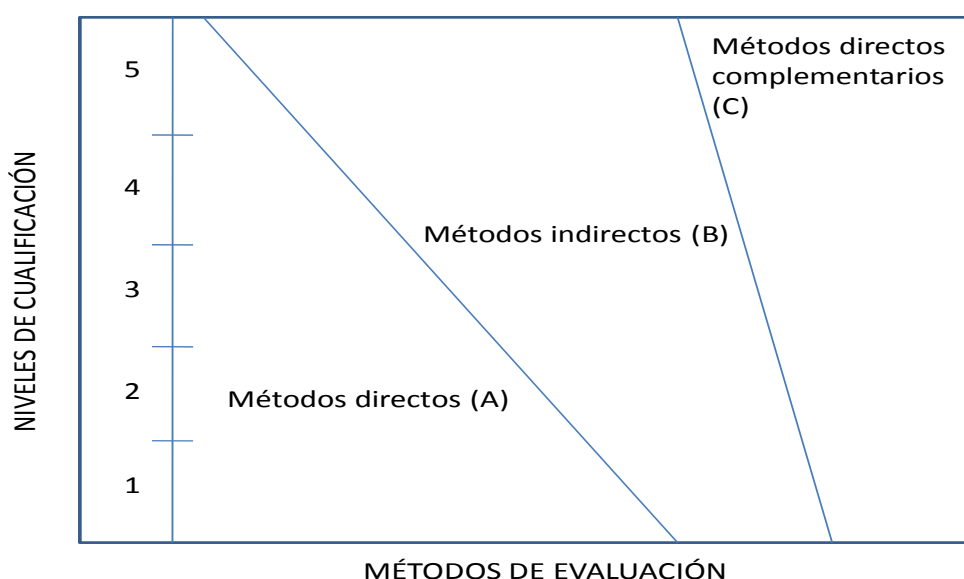 NIVELES DE CUALIFICACIÓN
5
4
3
2
1
Métodos directos
complementarios
(C)
Métodos indirectos (B)
Métodos directos (A)
MÉTODOS DE EVALUACIÓN